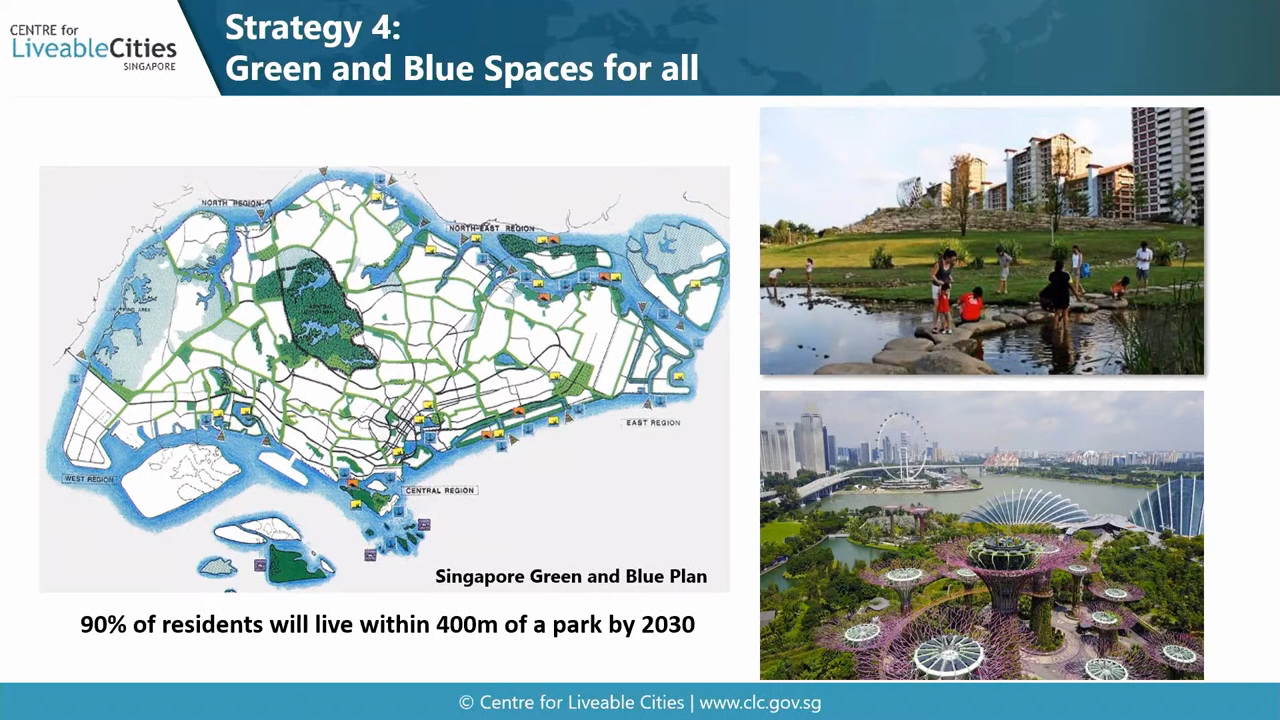 CENTRE for
LiveableCities
SINGAPORE
Strategy 4:
Green and Blue Spaces for all
NORTH REGION
NORTH-EAST REGION
EAST REGION
WEST REGION
CENTRAL REGION
Singapore Green and Blue Plan
90% of residents will live within 400m of a park by 2030
© Centre for Liveable Cities | www.clc.gov.sg